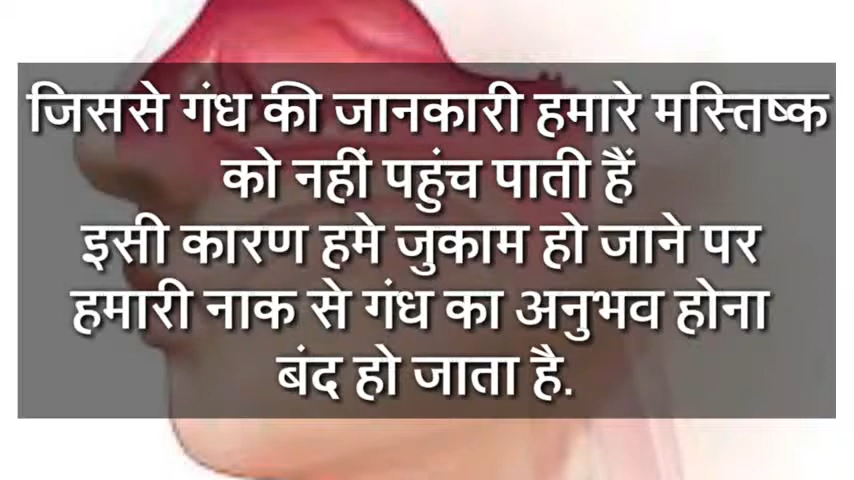 जिससे गंध की जानकारी हमारे मस्तिष्क
को नहीं पहुंच पाती हैं
इसी कारण हमे जुकाम हो जाने पर
हमारी नाक से गंध का अनुभव होना
बंद हो जाता है.